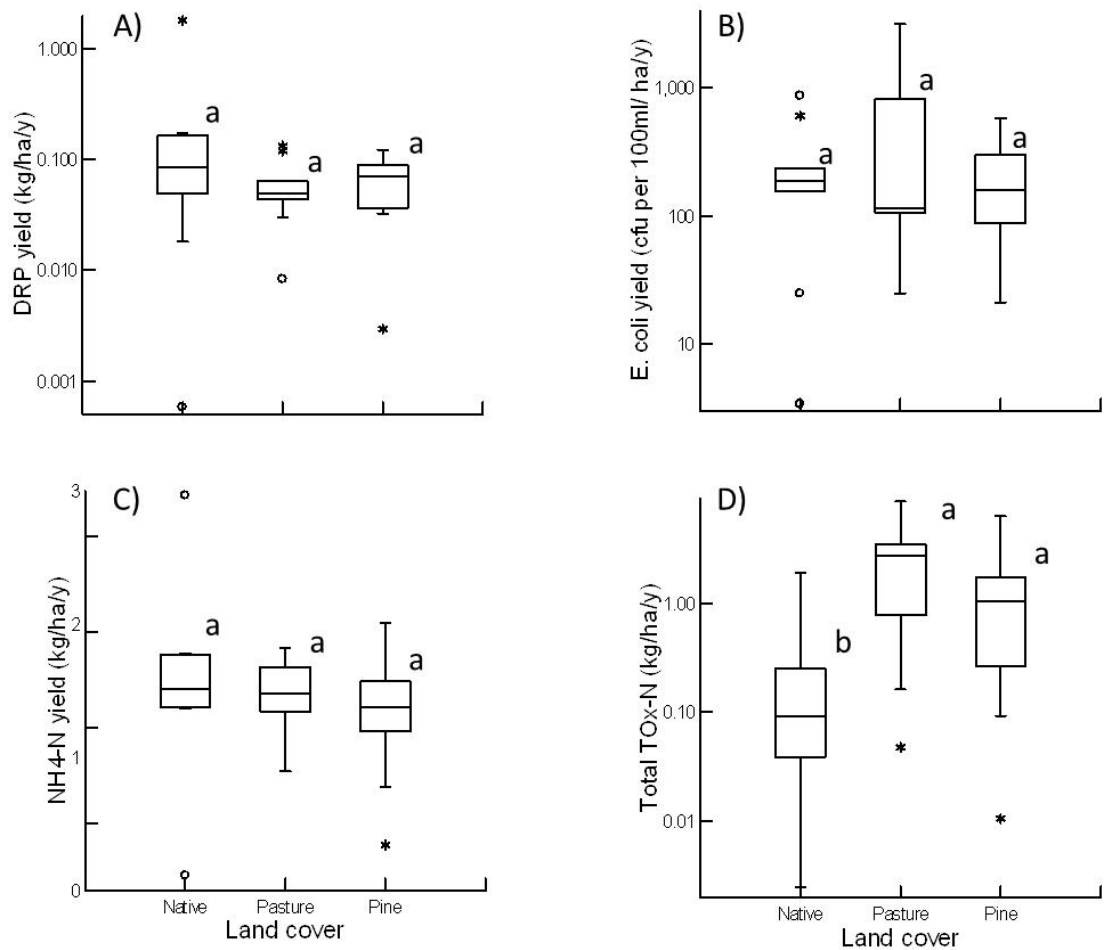 A)
DRP yield (kg/ha/y)
1.000
0.100
0.010
0.001
a
a
a
B)
E. coli yield (cfu per 100ml/ ha/y)
1,000
100
10
a
a
a
C)
NH4-N yield (kg/ha/y)
3
2
1
0
a
a
a
Native Pasture Pine
Land cover
D)
Total TOx-N (kg/ha/y)
1.00
0.10
0.01
b
a
a
Native Pasture Pine
Land cover